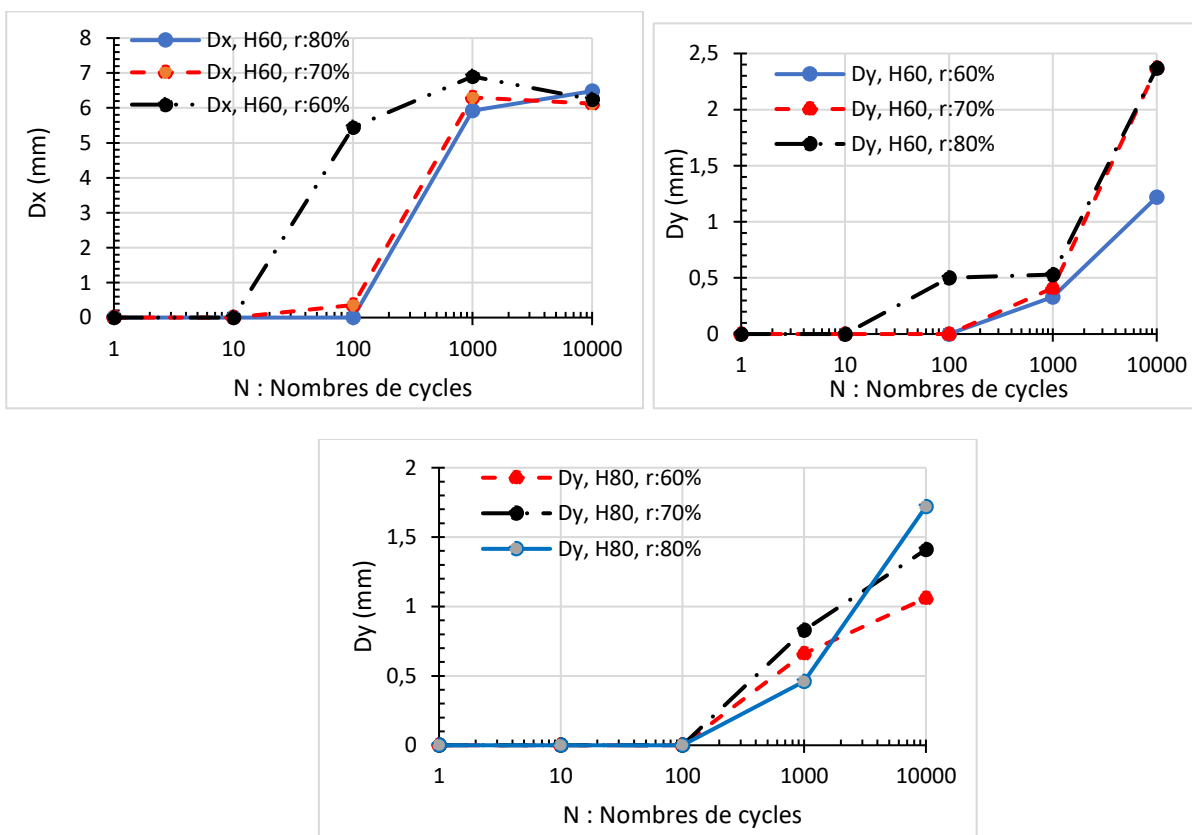 Dx (mm)
8
7
6
5
4
3
2
1
0
Dx, H60, r:80%
Dx, H60, r:70%
Dx, H60, r:60%
1 10 100 1000 10000
N : Nombres de cycles
Dy (mm)
2,5
2
1,5
1
0,5
0
Dy, H60, r:60%
Dy, H60, r:70%
Dy, H60, r:80%
1 10 100 1000 10000
N : Nombres de cycles
Dy (mm)
2
1,5
1
0,5
0
Dy, H80, r:60%
Dy, H80, r:70%
Dy, H80, r:80%
1 10 100 1000 10000
N : Nombres de cycles